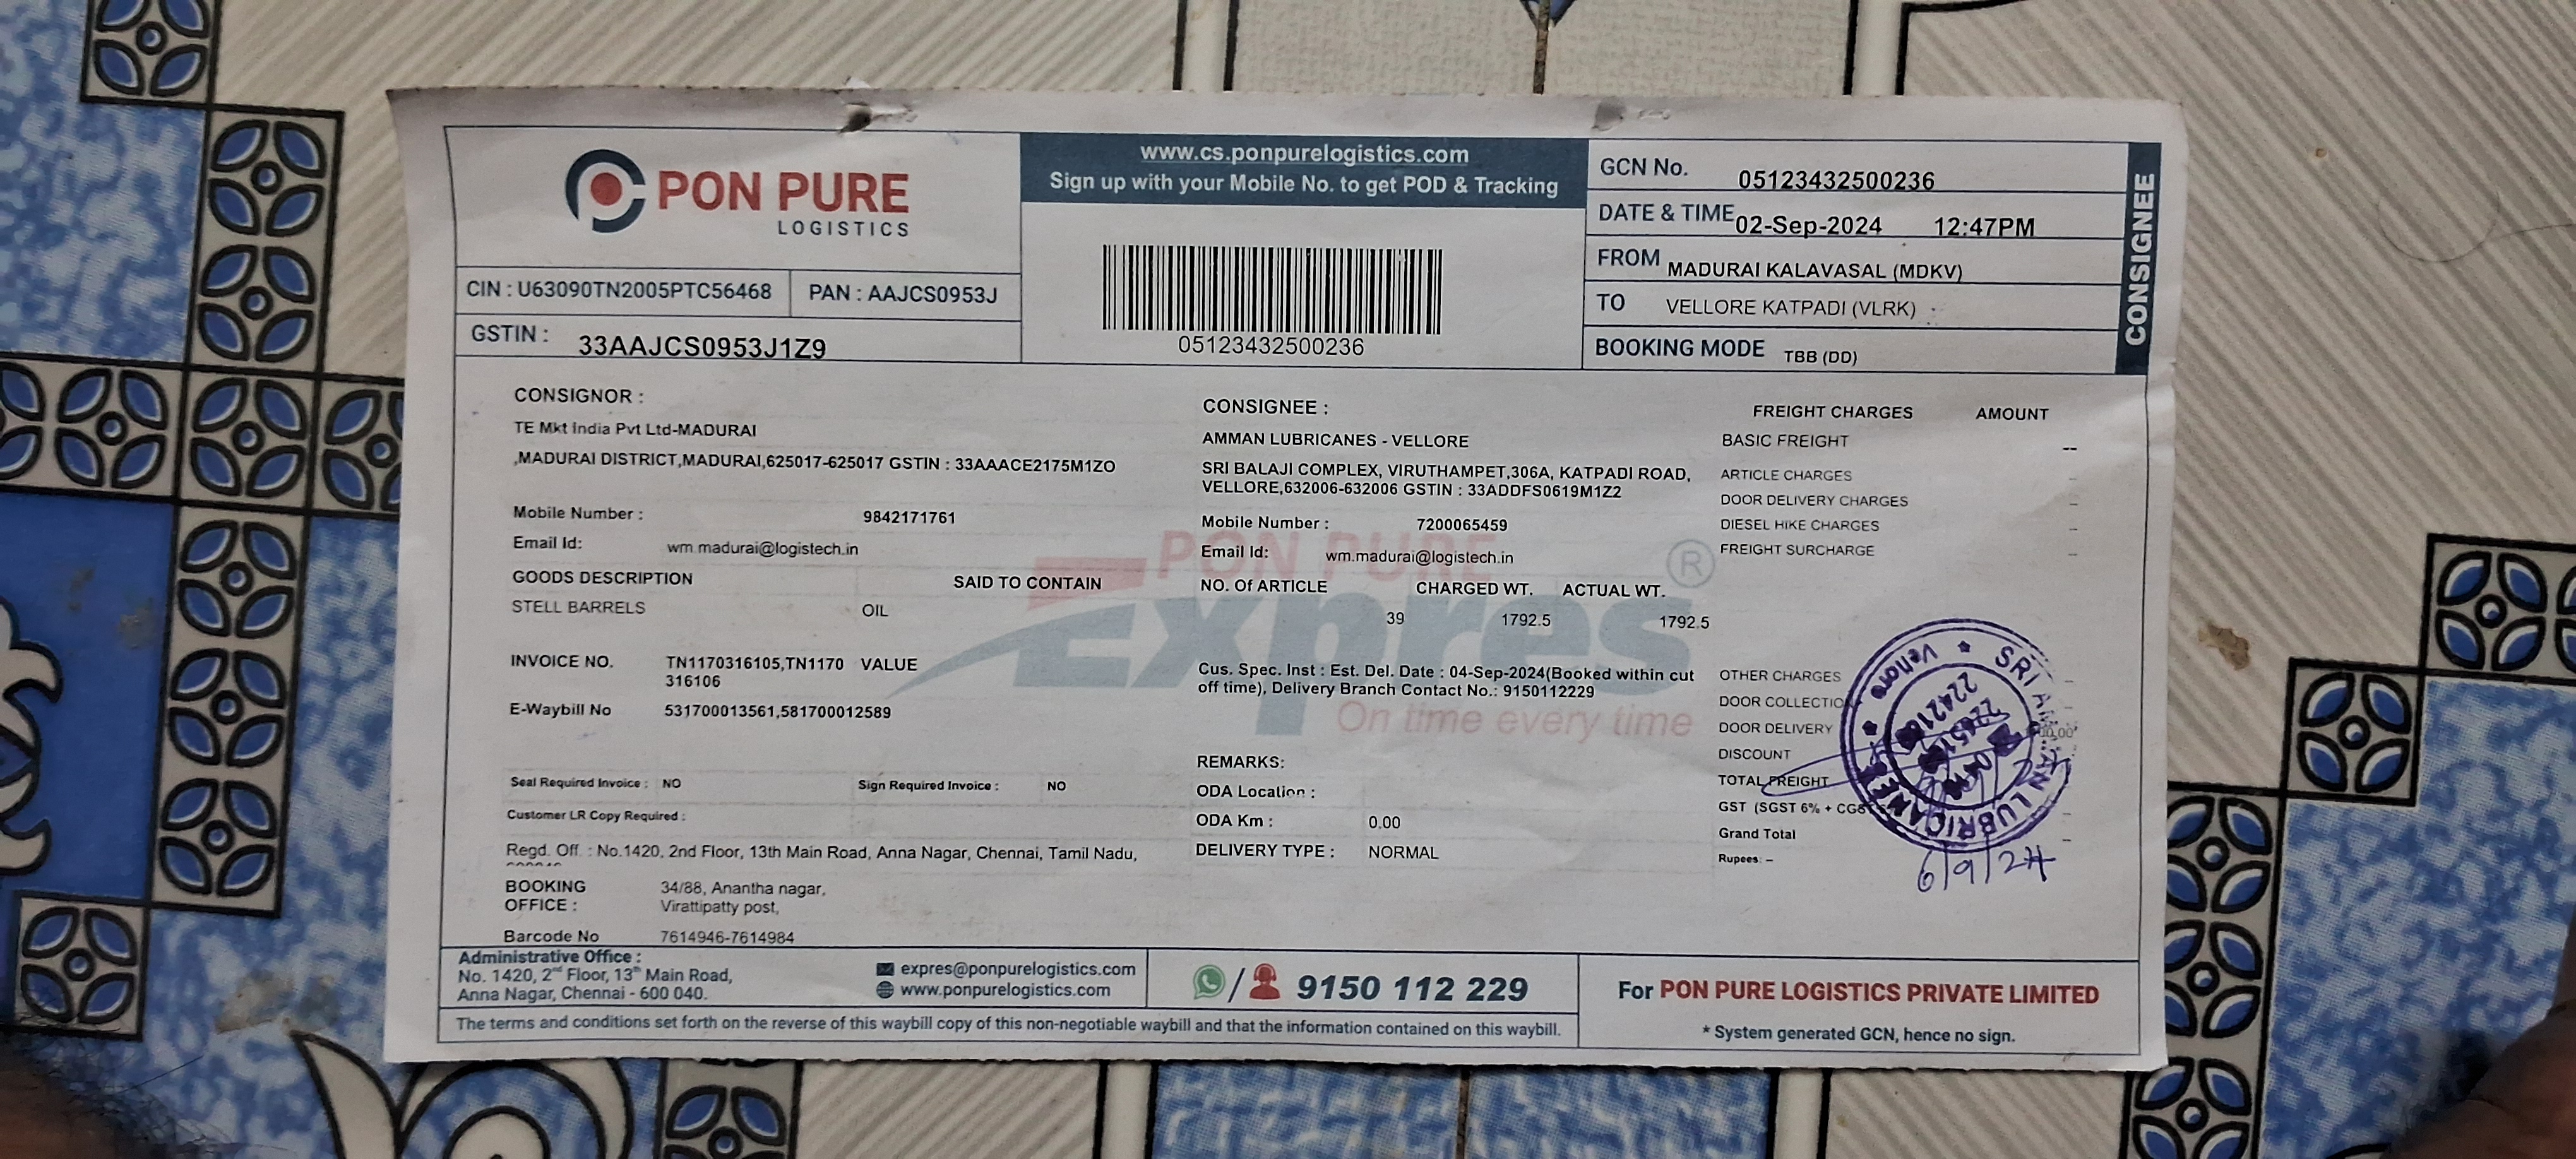 PON PURE
LOGISTICS
CIN : U63090TN2005PTC56468
PAN : AAJCS0953J
GSTIN : 33AAJCS0953J1Z9
www.cs.ponpurelogistics.com
Sign up with your Mobile No. to get POD & Tracking
05123432500236
GCN No. 05123432500236
DATE & TIME 02-Sep-2024 12:47PM
FROM MADURAI KALAVASAL (MDKV)
TO VELLORE KATPADI (VLRK)
BOOKING MODE TBB (DD)
CONSIGNEE
CONSIGNOR :
TE Mkt India Pvt Ltd-MADURAI
,MADURAI DISTRICT,MADURAI,625017-625017 GSTIN : 33AAACE2175M1ZO
Mobile Number : 9842171761
Email Id: wm.madurai@logistech.in
GOODS DESCRIPTION SAID TO CONTAIN
STELL BARRELS OIL
INVOICE NO. TN1170316105,TN1170 VALUE
316106
E-Waybill No 531700013561,581700012589
Seal Required Invoice : NO Sign Required Invoice : NO
Customer LR Copy Required :
Regd. Off. : No.1420, 2nd Floor, 13th Main Road, Anna Nagar, Chennai, Tamil Nadu,
BOOKING 34/88, Anantha nagar,
OFFICE : Virattipatty post,
Barcode No 7614946-7614984
CONSIGNEE :
AMMAN LUBRICANES - VELLORE
SRI BALAJI COMPLEX, VIRUTHAMPET,306A, KATPADI ROAD,
VELLORE,632006-632006 GSTIN : 33ADDFS0619M1Z2
Mobile Number : 7200065459
Email Id: wm.madurai@logistech.in
NO. Of ARTICLE CHARGED WT. ACTUAL WT.
39 1792.5 1792.5
Cus. Spec. Inst : Est. Del. Date : 04-Sep-2024(Booked within cut
off time), Delivery Branch Contact No.: 9150112229
REMARKS:
ODA Location :
ODA Km : 0.00
DELIVERY TYPE : NORMAL
PON PURE
Expres ®
On time every time
FREIGHT CHARGES AMOUNT
BASIC FREIGHT --
ARTICLE CHARGES --
DOOR DELIVERY CHARGES --
DIESEL HIKE CHARGES --
FREIGHT SURCHARGE --
OTHER CHARGES --
DOOR COLLECTION
DOOR DELIVERY
DISCOUNT
TOTAL FREIGHT
GST (SGST 6% +
Grand Total --
Rupees: --
SRI LUBRICANES
Vellore
6/9/24
Administrative Office :
No. 1420, 2nd Floor, 13th Main Road,
Anna Nagar, Chennai - 600 040.
expres@ponpurelogistics.com
www.ponpurelogistics.com
/ 9150 112 229
The terms and conditions set forth on the reverse of this waybill copy of this non-negotiable waybill and that the information contained on this waybill.
For PON PURE LOGISTICS PRIVATE LIMITED
* System generated GCN, hence no sign.